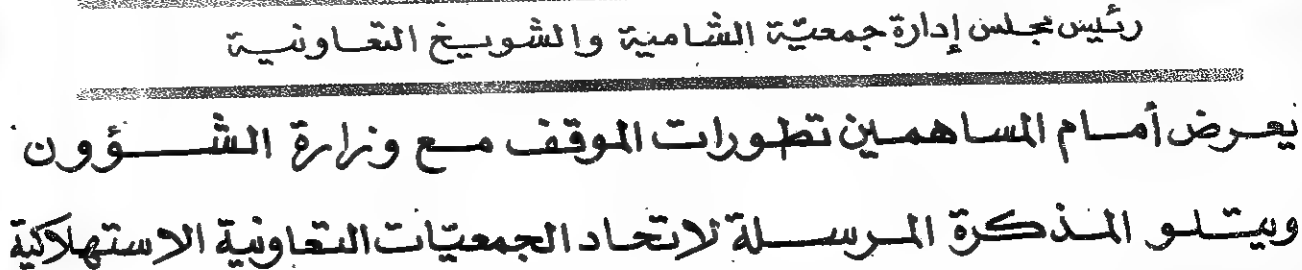 رئيس مجلس إدارة جمعية الشامية والشويخ التعاونية
يعرض أمام المساهمين تطورات الموقف مع وزارة الشؤون
ويتلو المذكرة المرسلة لاتحاد الجمعيات التعاونية الاستهلاكية